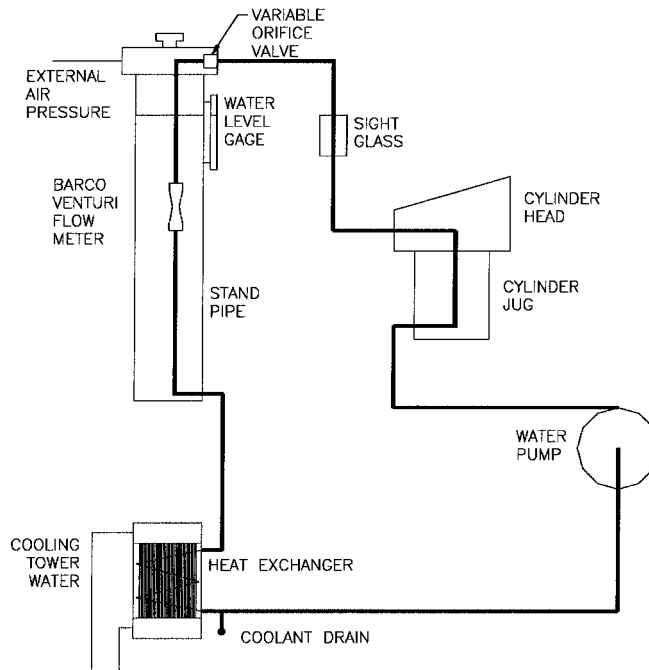 VARIABLE
ORIFICE
VALVE
EXTERNAL
AIR
PRESSURE
WATER
LEVEL
GAGE
SIGHT
GLASS
BARCO
VENTURI
FLOW
METER
CYLINDER
HEAD
STAND
PIPE
CYLINDER
JUG
WATER
PUMP
COOLING
TOWER
WATER
HEAT EXCHANGER
COOLANT DRAIN